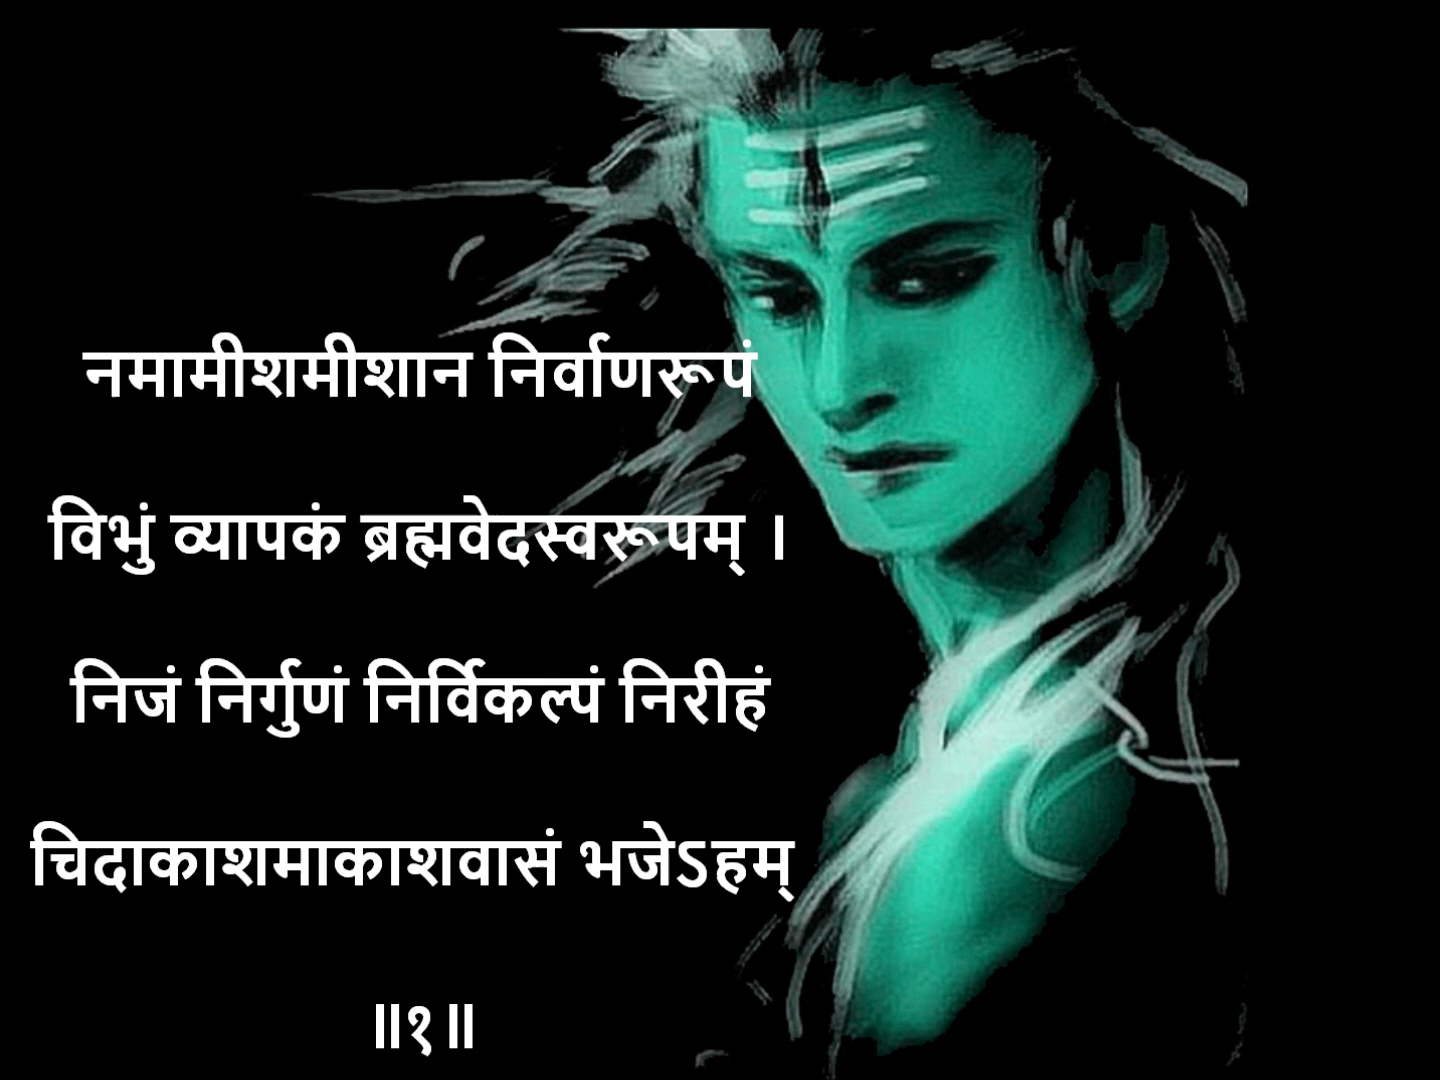 नमामीशमीशान निर्वाणरूपं
विभुं व्यापकं ब्रह्मवेदस्वरूपम् ।
निजं निर्गुणं निर्विकल्पं निरीहं
चिदाकाशमाकाशवासं भजेऽहम्
॥१॥